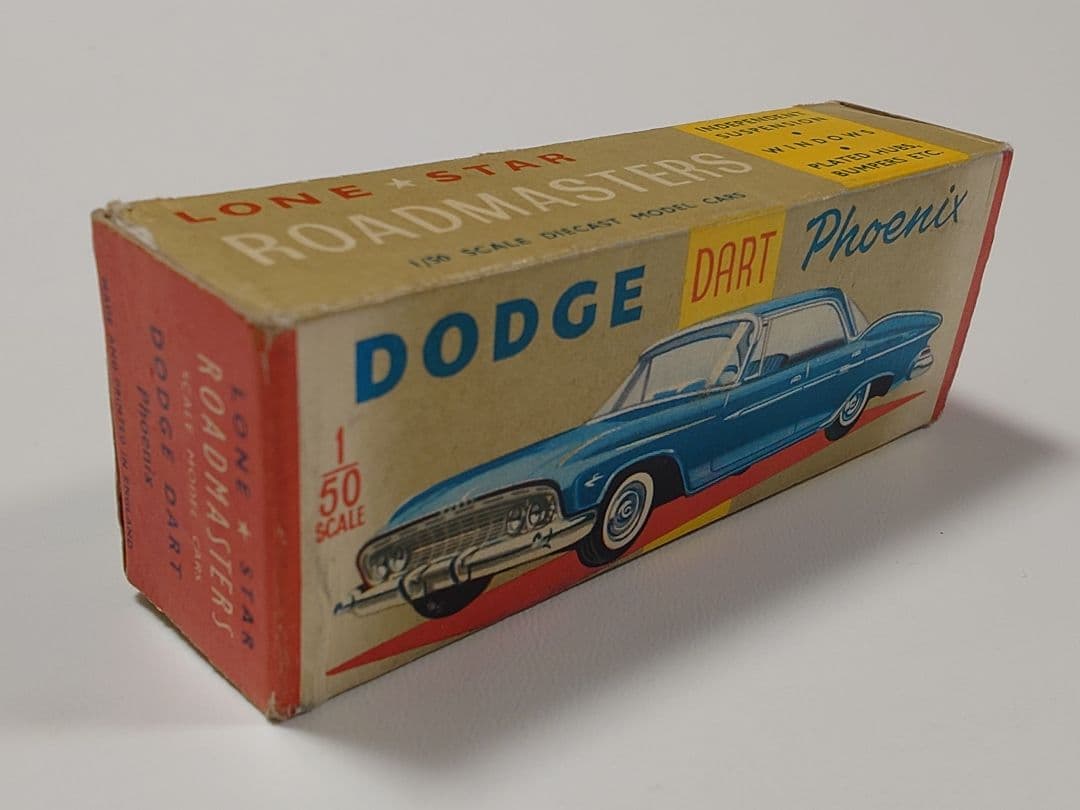 LONE ★ STAR
ROADMASTERS
1/50 SCALE DIECAST MODEL CARS
INDEPENDENT
SUSPENSION
•
WINDOWS
•
PLATED HUBS,
BUMPERS ETC.
DODGE DART Phoenix
1
50
SCALE
LONE ★ STAR
ROADMASTERS
SCALE MODEL CARS
DODGE DART
Phoenix
MADE AND PRINTED IN ENGLAND